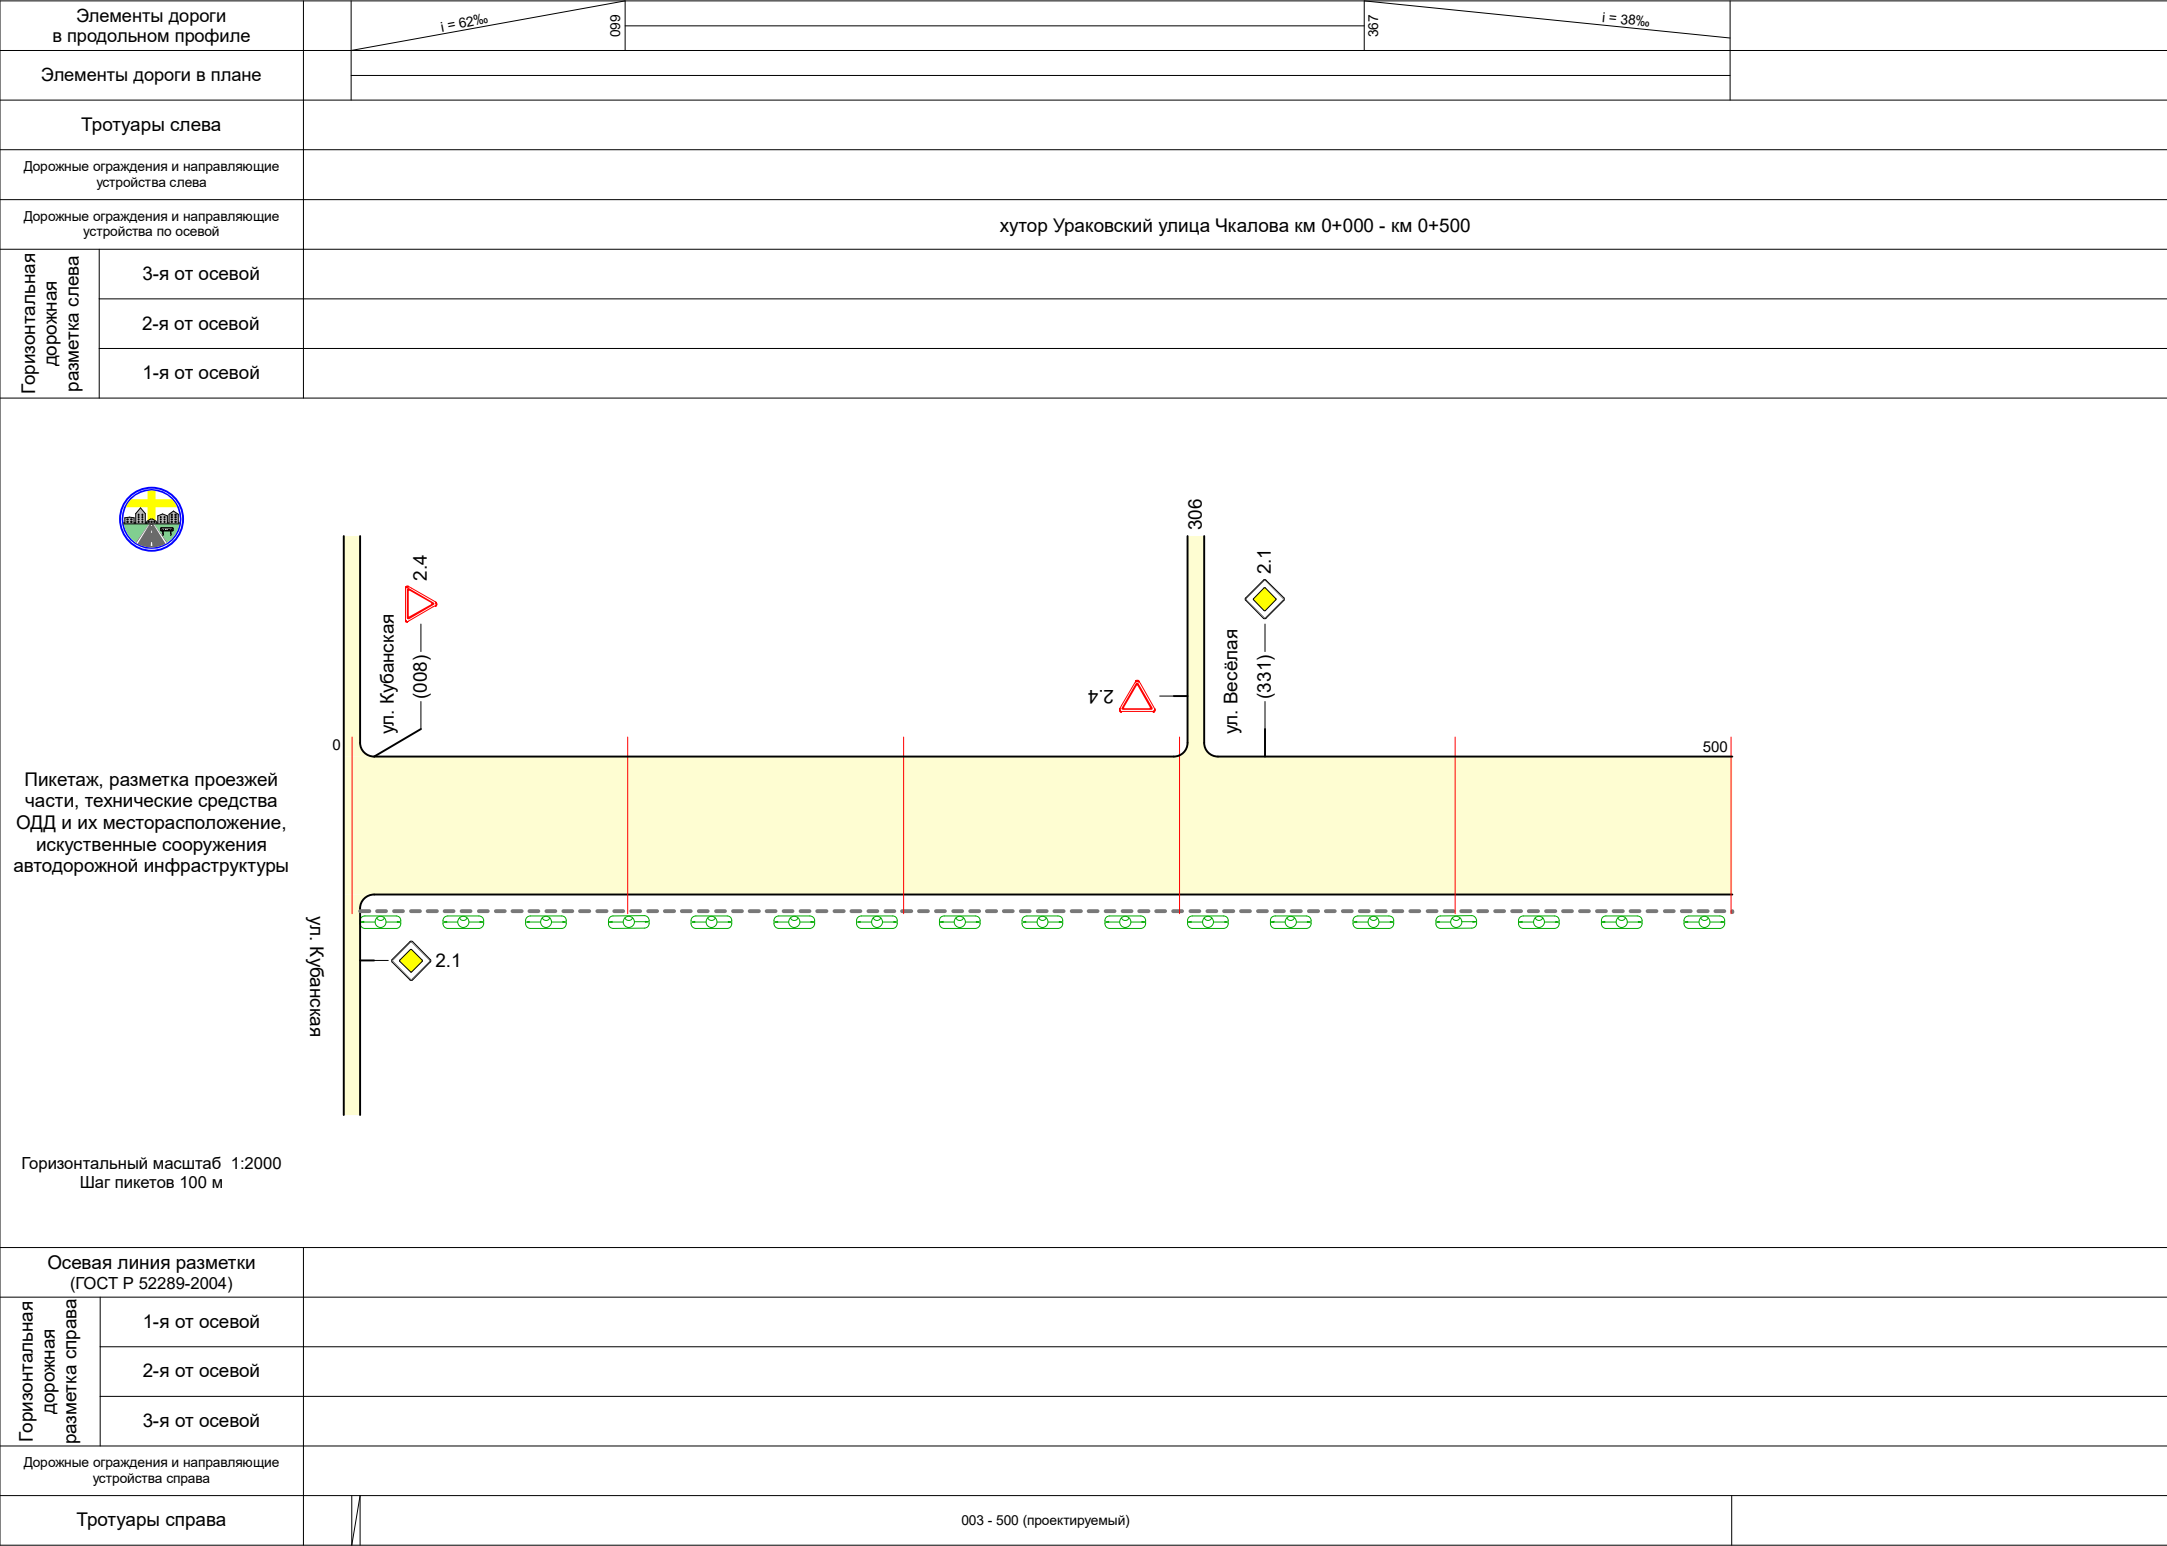 Элементы дороги
в продольном профиле
i = 62‰
099
367
i = 38‰
Элементы дороги в плане
Тротуары слева
Дорожные ограждения и направляющие
устройства слева
Дорожные ограждения и направляющие
устройства по осевой
хутор Ураковский улица Чкалова км 0+000 - км 0+500
Горизонтальная
дорожная
разметка слева
3-я от осевой
2-я от осевой
1-я от осевой
306
2.4
2.1
ул. Кубанская
(008)
2.4
ул. Весёлая
(331)
0
500
Пикетаж, разметка проезжей
части, технические средства
ОДД и их месторасположение,
искуственные сооружения
автодорожной инфраструктуры
ул. Кубанская
2.1
Горизонтальный масштаб 1:2000
Шаг пикетов 100 м
Осевая линия разметки
(ГОСТ Р 52289-2004)
Горизонтальная
дорожная
разметка справа
1-я от осевой
2-я от осевой
3-я от осевой
Дорожные ограждения и направляющие
устройства справа
Тротуары справа
003 - 500 (проектируемый)